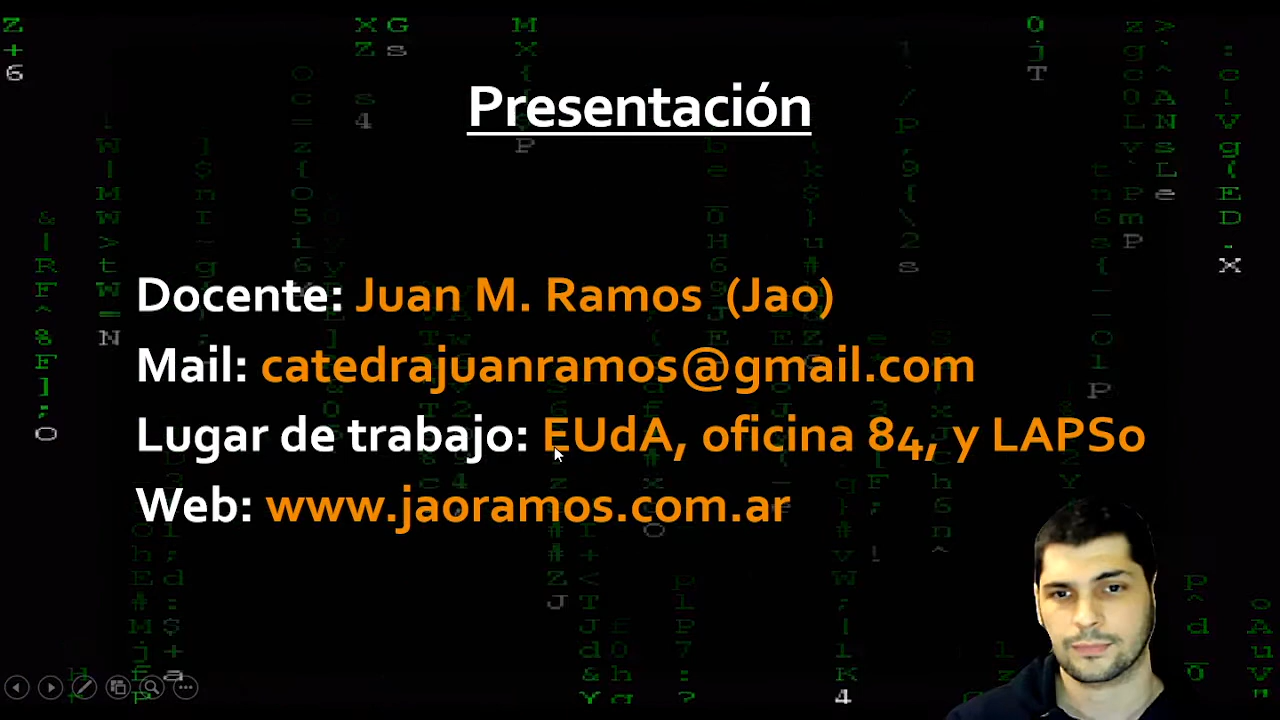 Presentación
Docente: Juan M. Ramos (Jao)
Mail: catedrajuanramos@gmail.com
Lugar de trabajo: EUdA, oficina 84, y LAPSo
Web: www.jaoramos.com.ar